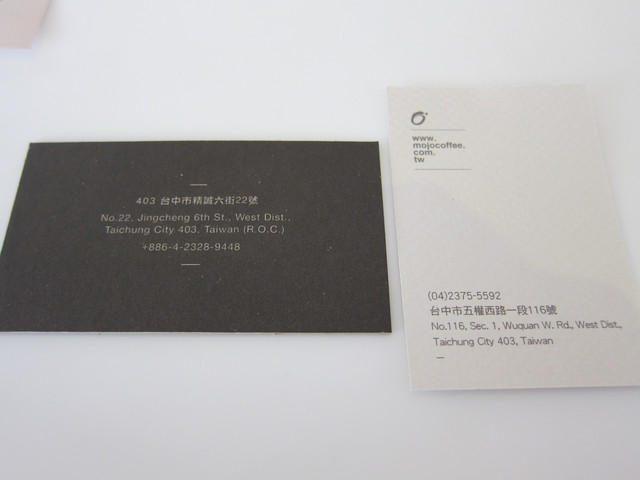 403 台中市精誠六街22號
No.22, Jingcheng 6th St., West Dist.,
Taichung City 403, Taiwan (R.O.C.)
+886-4-2328-9448
www.
mojocoffee.
com.
tw
(04)2375-5592
台中市五權西路一段116號
No.116, Sec. 1, Wuquan W. Rd., West Dist.,
Taichung City 403, Taiwan